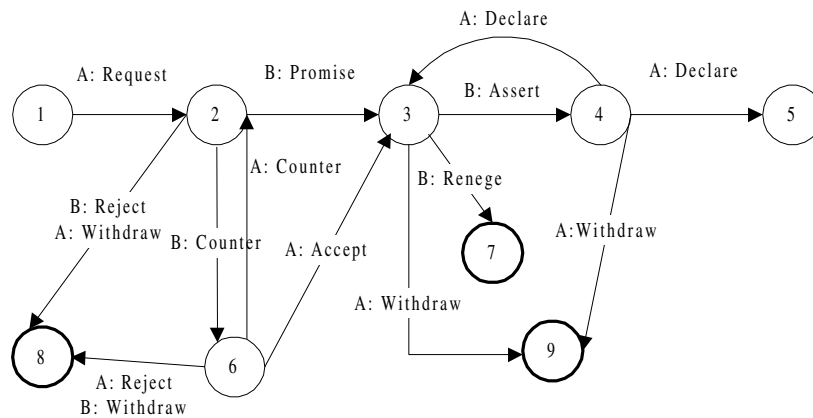 A: Declare
A: Request
B: Promise
A: Declare
B: Assert
1
2
3
4
5
A: Counter
B: Renege
B: Reject
A: Withdraw
B: Counter
A: Accept
A:Withdraw
7
A: Withdraw
8
6
9
A: Reject
B: Withdraw